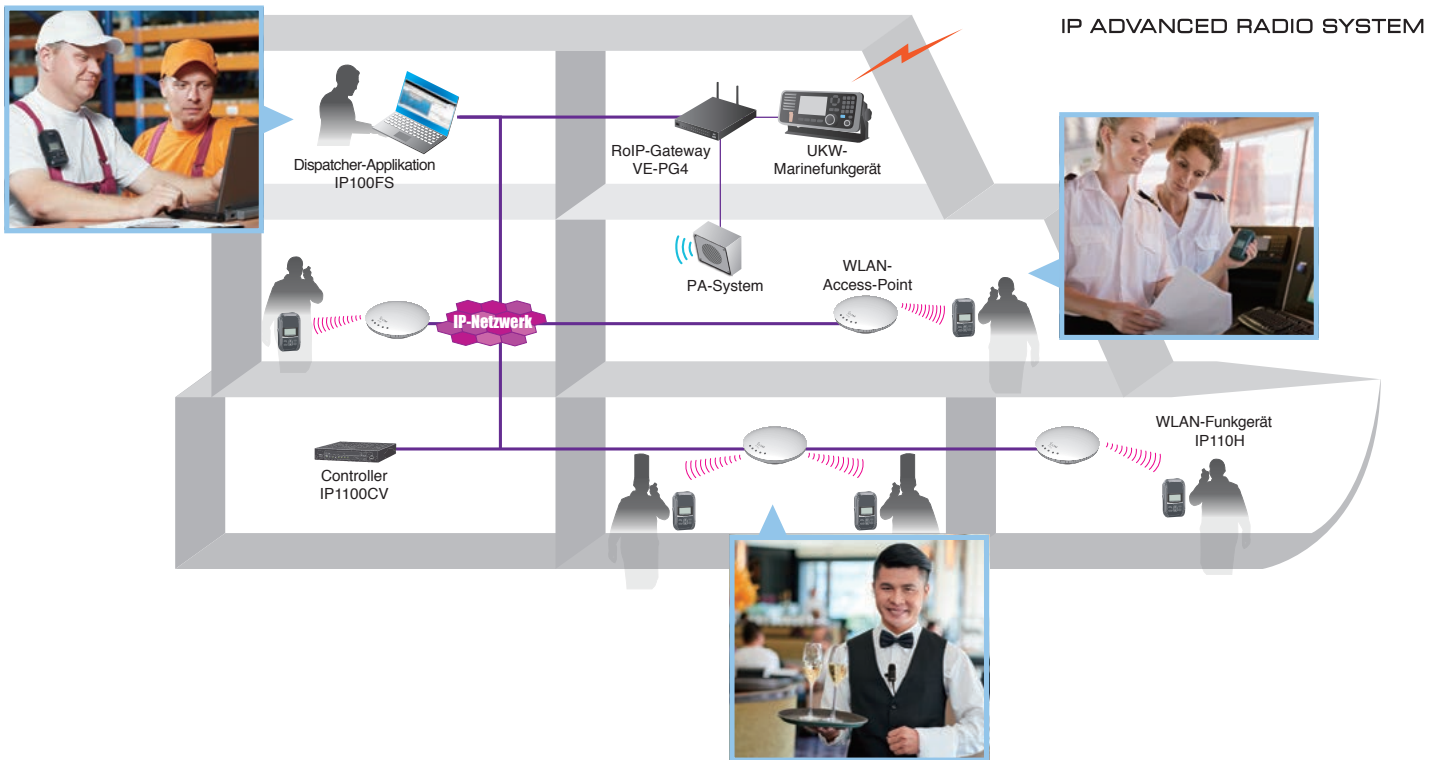 IP ADVANCED RADIO SYSTEM
Dispatcher-Applikation
IP100FS
RoIP-Gateway
VE-PG4
UKW-
Marinefunkgerät
PA-System
WLAN-
Access-Point
IP-Netzwerk
Controller
IP1100CV
WLAN-Funkgerät
IP110H